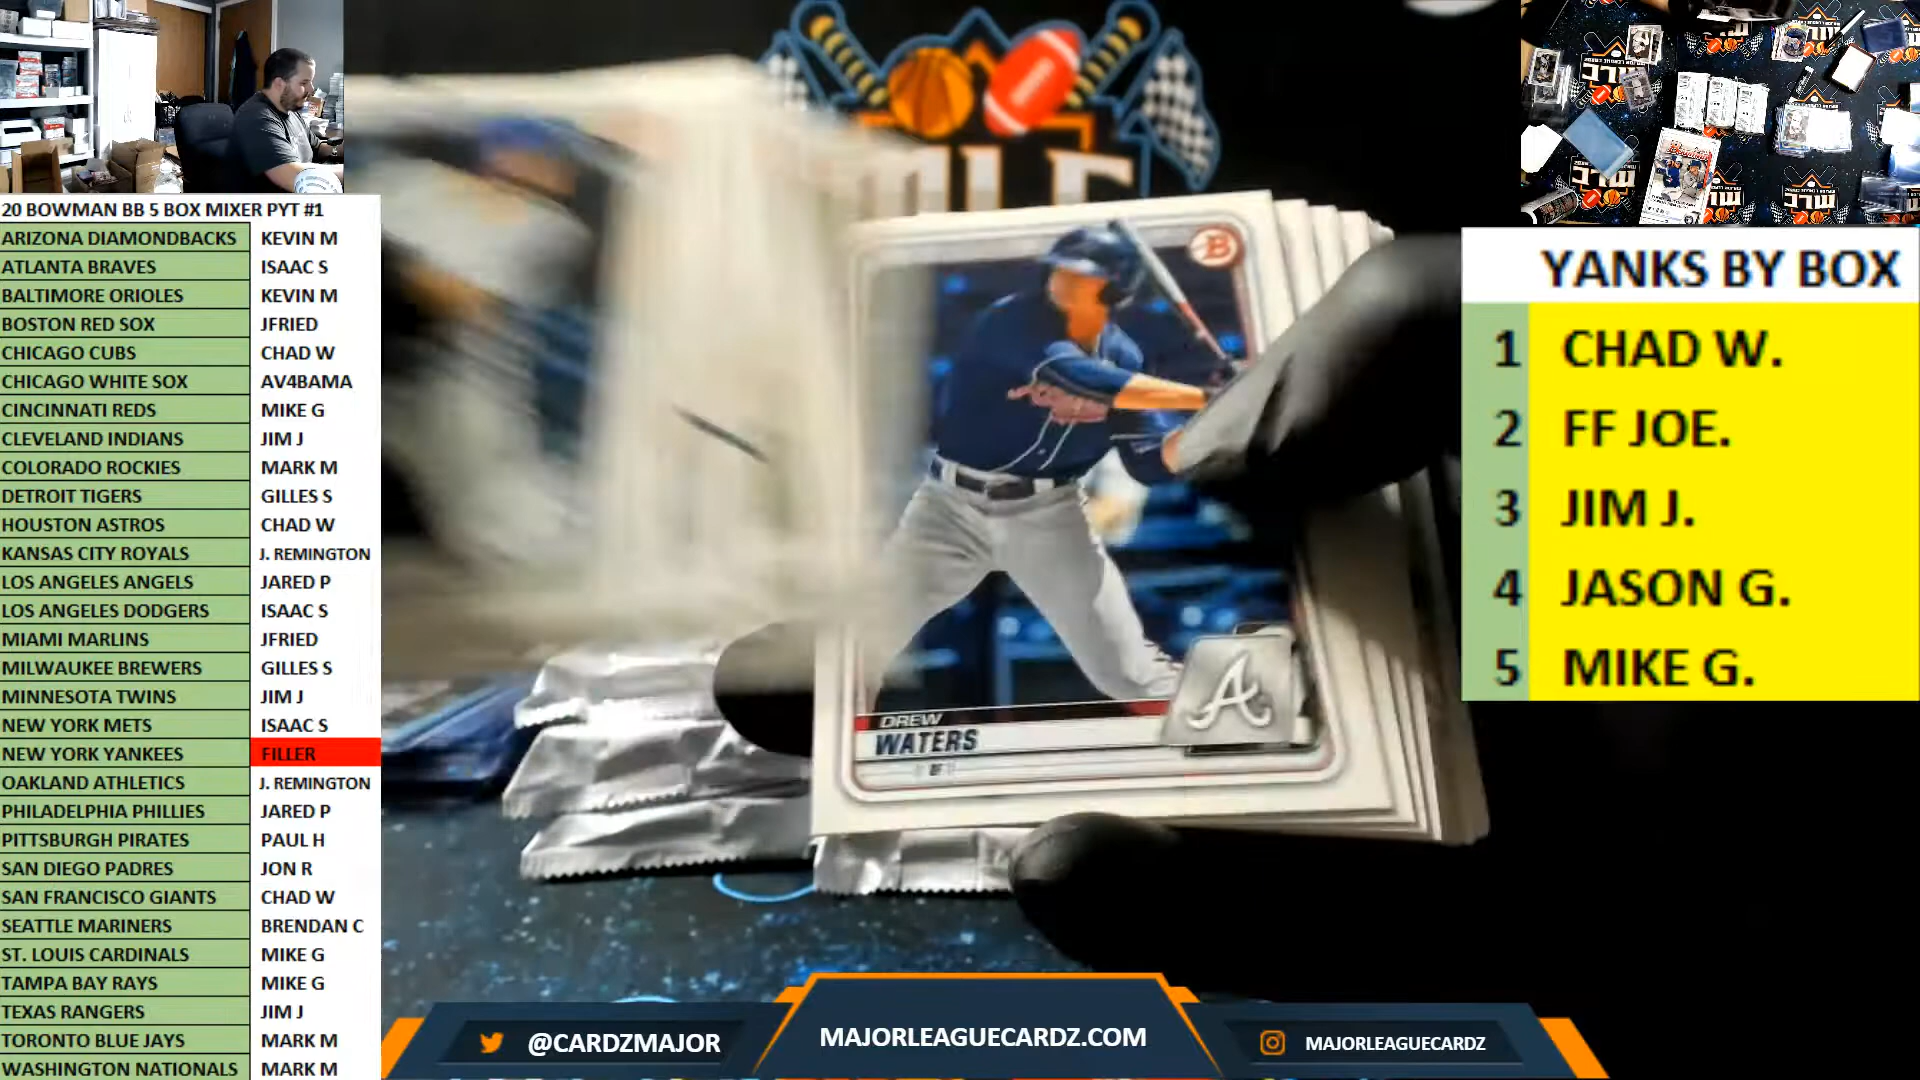 20 BOWMAN BB 5 BOX MIXER PYT #1
ARIZONA DIAMONDBACKS KEVIN M
ATLANTA BRAVES ISAAC S
BALTIMORE ORIOLES KEVIN M
BOSTON RED SOX JFRIED
CHICAGO CUBS CHAD W
CHICAGO WHITE SOX AV4BAMA
CINCINNATI REDS MIKE G
CLEVELAND INDIANS JIM J
COLORADO ROCKIES MARK M
DETROIT TIGERS GILLES S
HOUSTON ASTROS CHAD W
KANSAS CITY ROYALS J. REMINGTON
LOS ANGELES ANGELS JARED P
LOS ANGELES DODGERS ISAAC S
MIAMI MARLINS JFRIED
MILWAUKEE BREWERS GILLES S
MINNESOTA TWINS JIM J
NEW YORK METS ISAAC S
NEW YORK YANKEES FILLER
OAKLAND ATHLETICS J. REMINGTON
PHILADELPHIA PHILLIES JARED P
PITTSBURGH PIRATES PAUL H
SAN DIEGO PADRES JON R
SAN FRANCISCO GIANTS CHAD W
SEATTLE MARINERS BRENDAN C
ST. LOUIS CARDINALS MIKE G
TAMPA BAY RAYS MIKE G
TEXAS RANGERS JIM J
TORONTO BLUE JAYS MARK M
WASHINGTON NATIONALS MARK M
B
DREW
WATERS
OF
A
YANKS BY BOX
1 CHAD W.
2 FF JOE.
3 JIM J.
4 JASON G.
5 MIKE G.
@CARDZMAJOR
MAJORLEAGUECARDZ.COM
MAJORLEAGUECARDZ